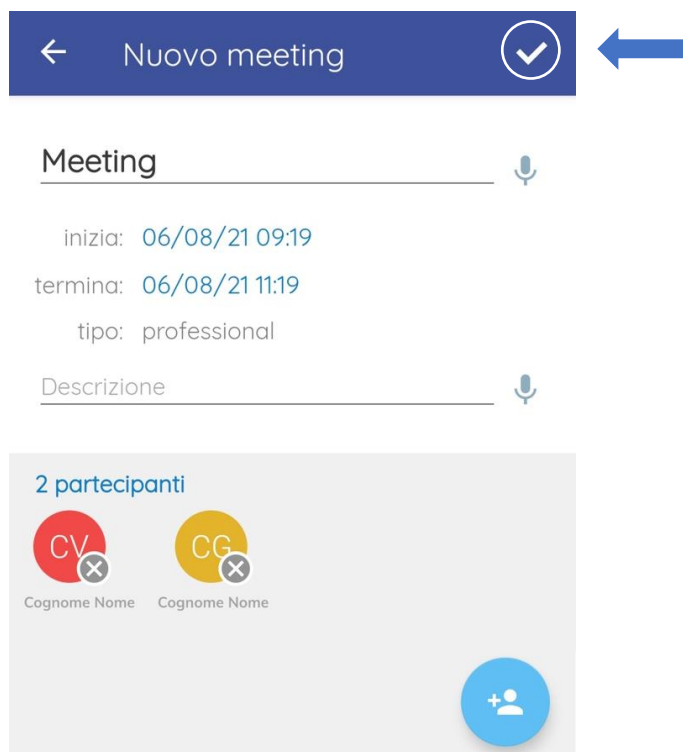 Nuovo meeting
Meeting
inizia: 06/08/21 09:19
termina: 06/08/21 11:19
tipo: professional
Descrizione
2 partecipanti
CV CG
Cognome Nome Cognome Nome